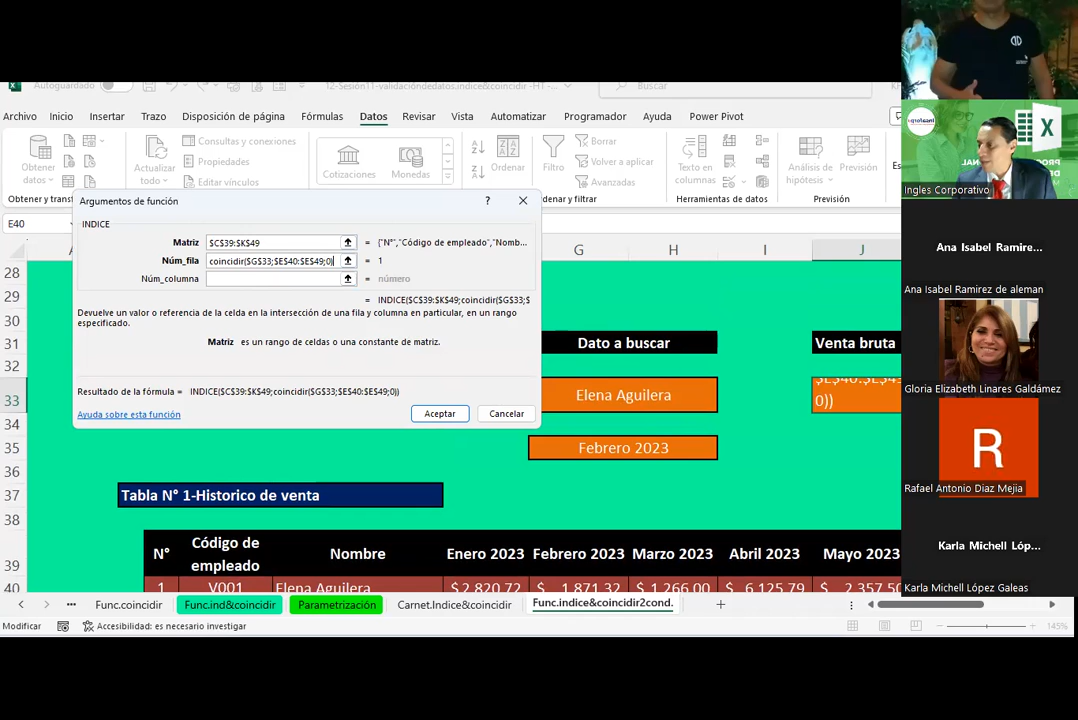 Autoguardado
12-Sesión11-validacióndedatos.indice&coincidir -HT -
Buscar
Archivo Inicio Insertar Trazo Disposición de página Fórmulas Datos Revisar Vista Automatizar Programador Ayuda Power Pivot
Obtener datos
Actualizar todo
Consultas y conexiones
Propiedades
Editar vínculos
Cotizaciones
Monedas
Ordenar
Filtro
Borrar
Volver a aplicar
Avanzadas
Texto en columnas
Análisis de hipótesis
Previsión
Obtener y transfor
rdenar y filtrar
Herramientas de datos
Previsión
E40
Argumentos de función
?
INDICE
Matriz $C$39:$K$49 = {"N°","Código de empleado","Nomb...
Núm_fila coincidir($G$33;$E$40:$E$49;0) = 1
Núm_columna = número
= INDICE($C$39:$K$49;coincidir($G$33;$
Devuelve un valor o referencia de la celda en la intersección de una fila y columna en particular, en un rango
especificado.
Matriz es un rango de celdas o una constante de matriz.
Resultado de la fórmula = INDICE($C$39:$K$49;coincidir($G$33;$E$40:$E$49;0))
Ayuda sobre esta función
Aceptar
Cancelar
G H I J
28
29
30
31 Dato a buscar Venta bruta
32
33 Elena Aguilera $E$40:$E$49
0))
34
35 Febrero 2023
36
37 Tabla N° 1-Historico de venta
38
39 N° Código de empleado Nombre Enero 2023 Febrero 2023 Marzo 2023 Abril 2023 Mayo 2023
40 1 V001 Elena Aguilera $ 2,820.72 $ 1,871.32 $ 1,266.00 $ 6,125.79 $ 2,357.50
Func.coincidir Func.ind&coincidir Parametrización Carnet.Indice&coincidir Func.indice&coincidir2cond.
Modificar
Accesibilidad: es necesario investigar
145%
Ingles Corporativo
Ana Isabel Ramire...
Ana Isabel Ramirez de aleman
Gloria Elizabeth Linares Galdámez
R
Rafael Antonio Diaz Mejia
Karla Michell Lóp...
Karla Michell López Galeas